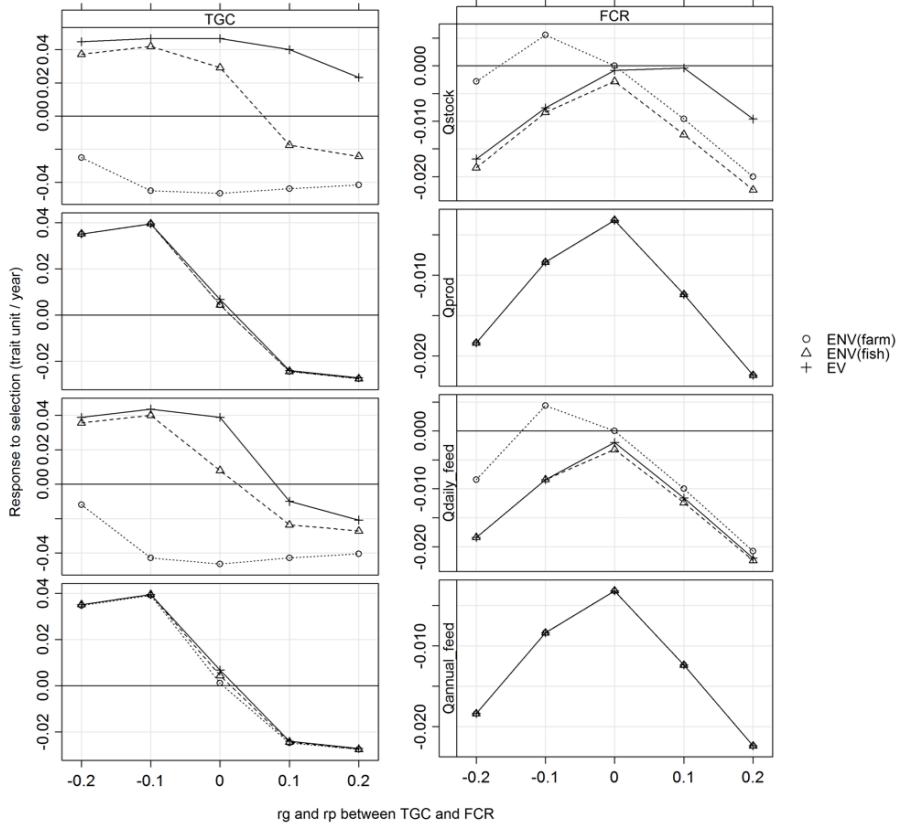 TGC
FCR
0.04
0.02
0.00
-0.04
0.000
-0.010
-0.020
Qstock
0.04
0.02
0.00
-0.02
-0.010
-0.020
Qprod
0.04
0.02
0.00
-0.04
0.000
-0.010
-0.020
Qdaily_feed
0.04
0.02
0.00
-0.02
-0.010
-0.020
Qannual_feed
Response to selection (trait unit / year)
ENV(farm)
ENV(fish)
EV
-0.2 -0.1 0 0.1 0.2
-0.2 -0.1 0 0.1 0.2
rg and rp between TGC and FCR